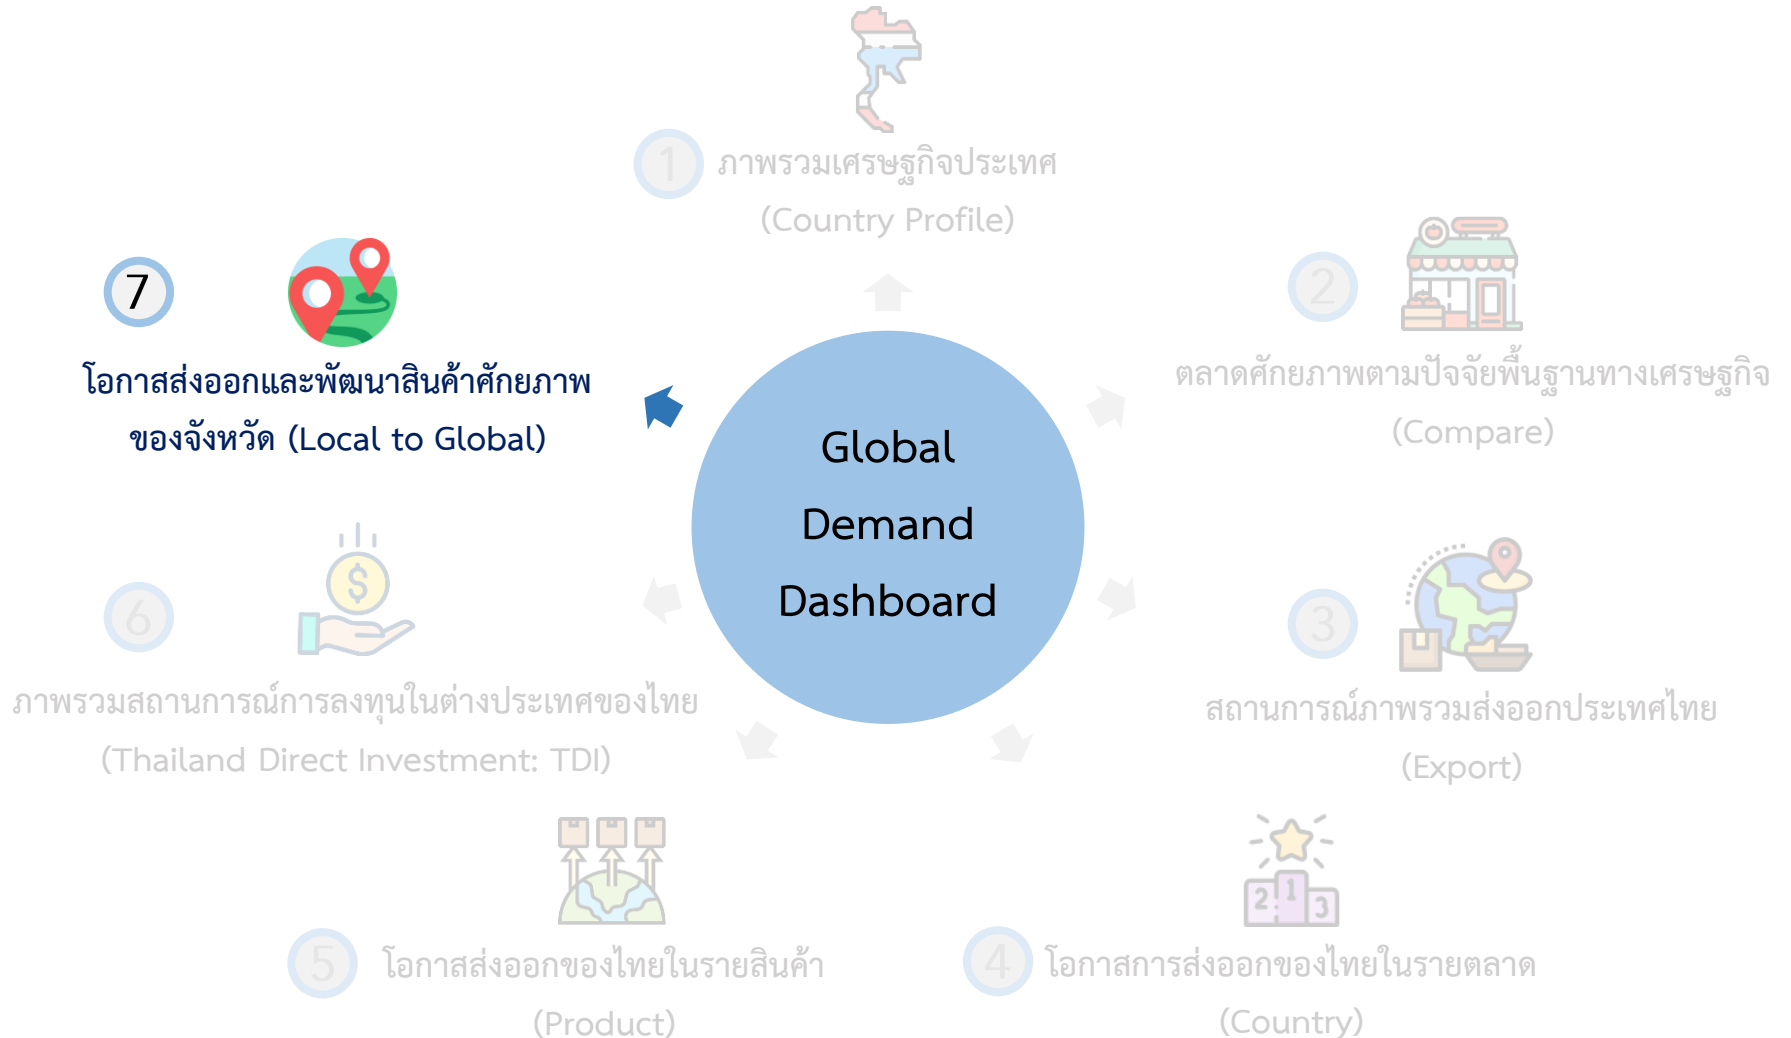 1
ภาพรวมเศรษฐกิจประเทศ
(Country Profile)
2
ตลาดศักยภาพตามปัจจัยพื้นฐานทางเศรษฐกิจ
(Compare)
3
สถานการณ์ภาพรวมส่งออกประเทศไทย
(Export)
2 1 3
4
โอกาสการส่งออกของไทยในรายตลาด
(Country)
5
โอกาสส่งออกของไทยในรายสินค้า
(Product)
6
$
ภาพรวมสถานการณ์การลงทุนในต่างประเทศของไทย
(Thailand Direct Investment: TDI)
7
โอกาสส่งออกและพัฒนาสินค้าศักยภาพ
ของจังหวัด (Local to Global)
Global
Demand
Dashboard